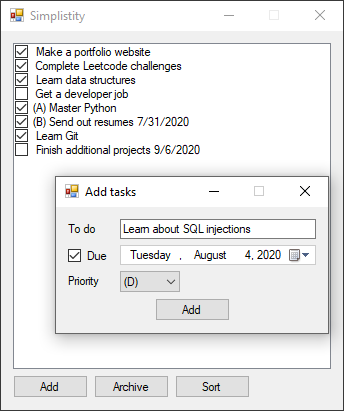 Simplistity
Make a portfolio website
Complete Leetcode challenges
Learn data structures
Get a developer job
(A) Master Python
(B) Send out resumes 7/31/2020
Learn Git
Finish additional projects 9/6/2020
Add tasks
To do Learn about SQL injections
Due Tuesday , August 4, 2020
Priority (D)
Add
Add Archive Sort